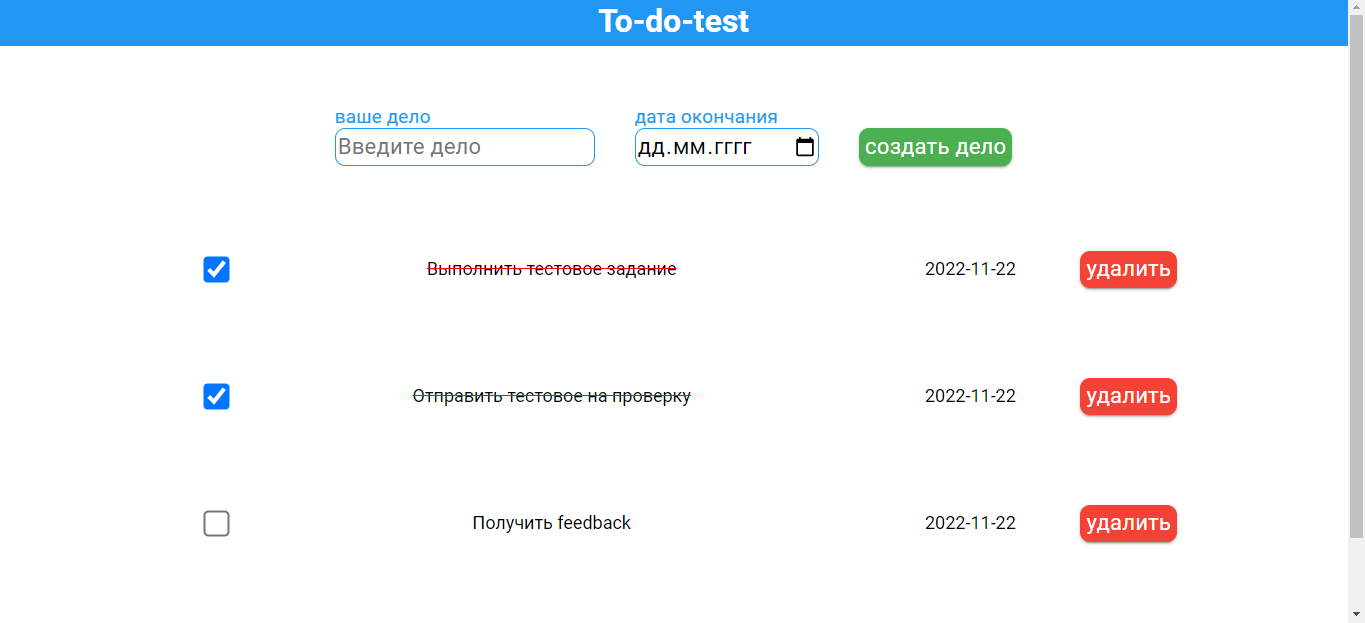 To-do-test
ваше дело
дата окончания
Введите дело
дд.мм.гггг
создать дело
Выполнить тестовое задание
2022-11-22
удалить
Отправить тестовое на проверку
2022-11-22
удалить
Получить feedback
2022-11-22
удалить